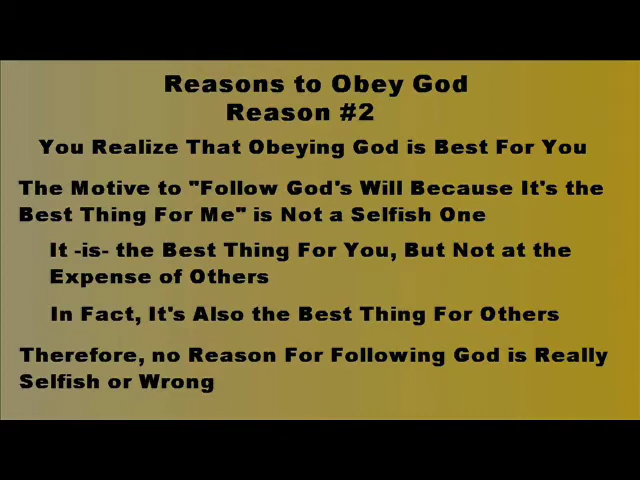 Reasons to Obey God
Reason #2
You Realize That Obeying God is Best For You
The Motive to "Follow God's Will Because It's the
Best Thing For Me" is Not a Selfish One
It -is- the Best Thing For You, But Not at the
Expense of Others
In Fact, It's Also the Best Thing For Others
Therefore, no Reason For Following God is Really
Selfish or Wrong